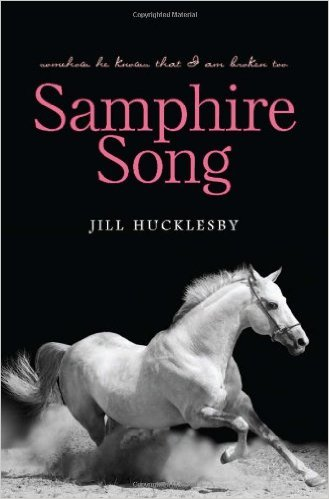 somehow he knows that I am broken too
Samphire
Song
JILL HUCKLESBY
Copyrighted Material